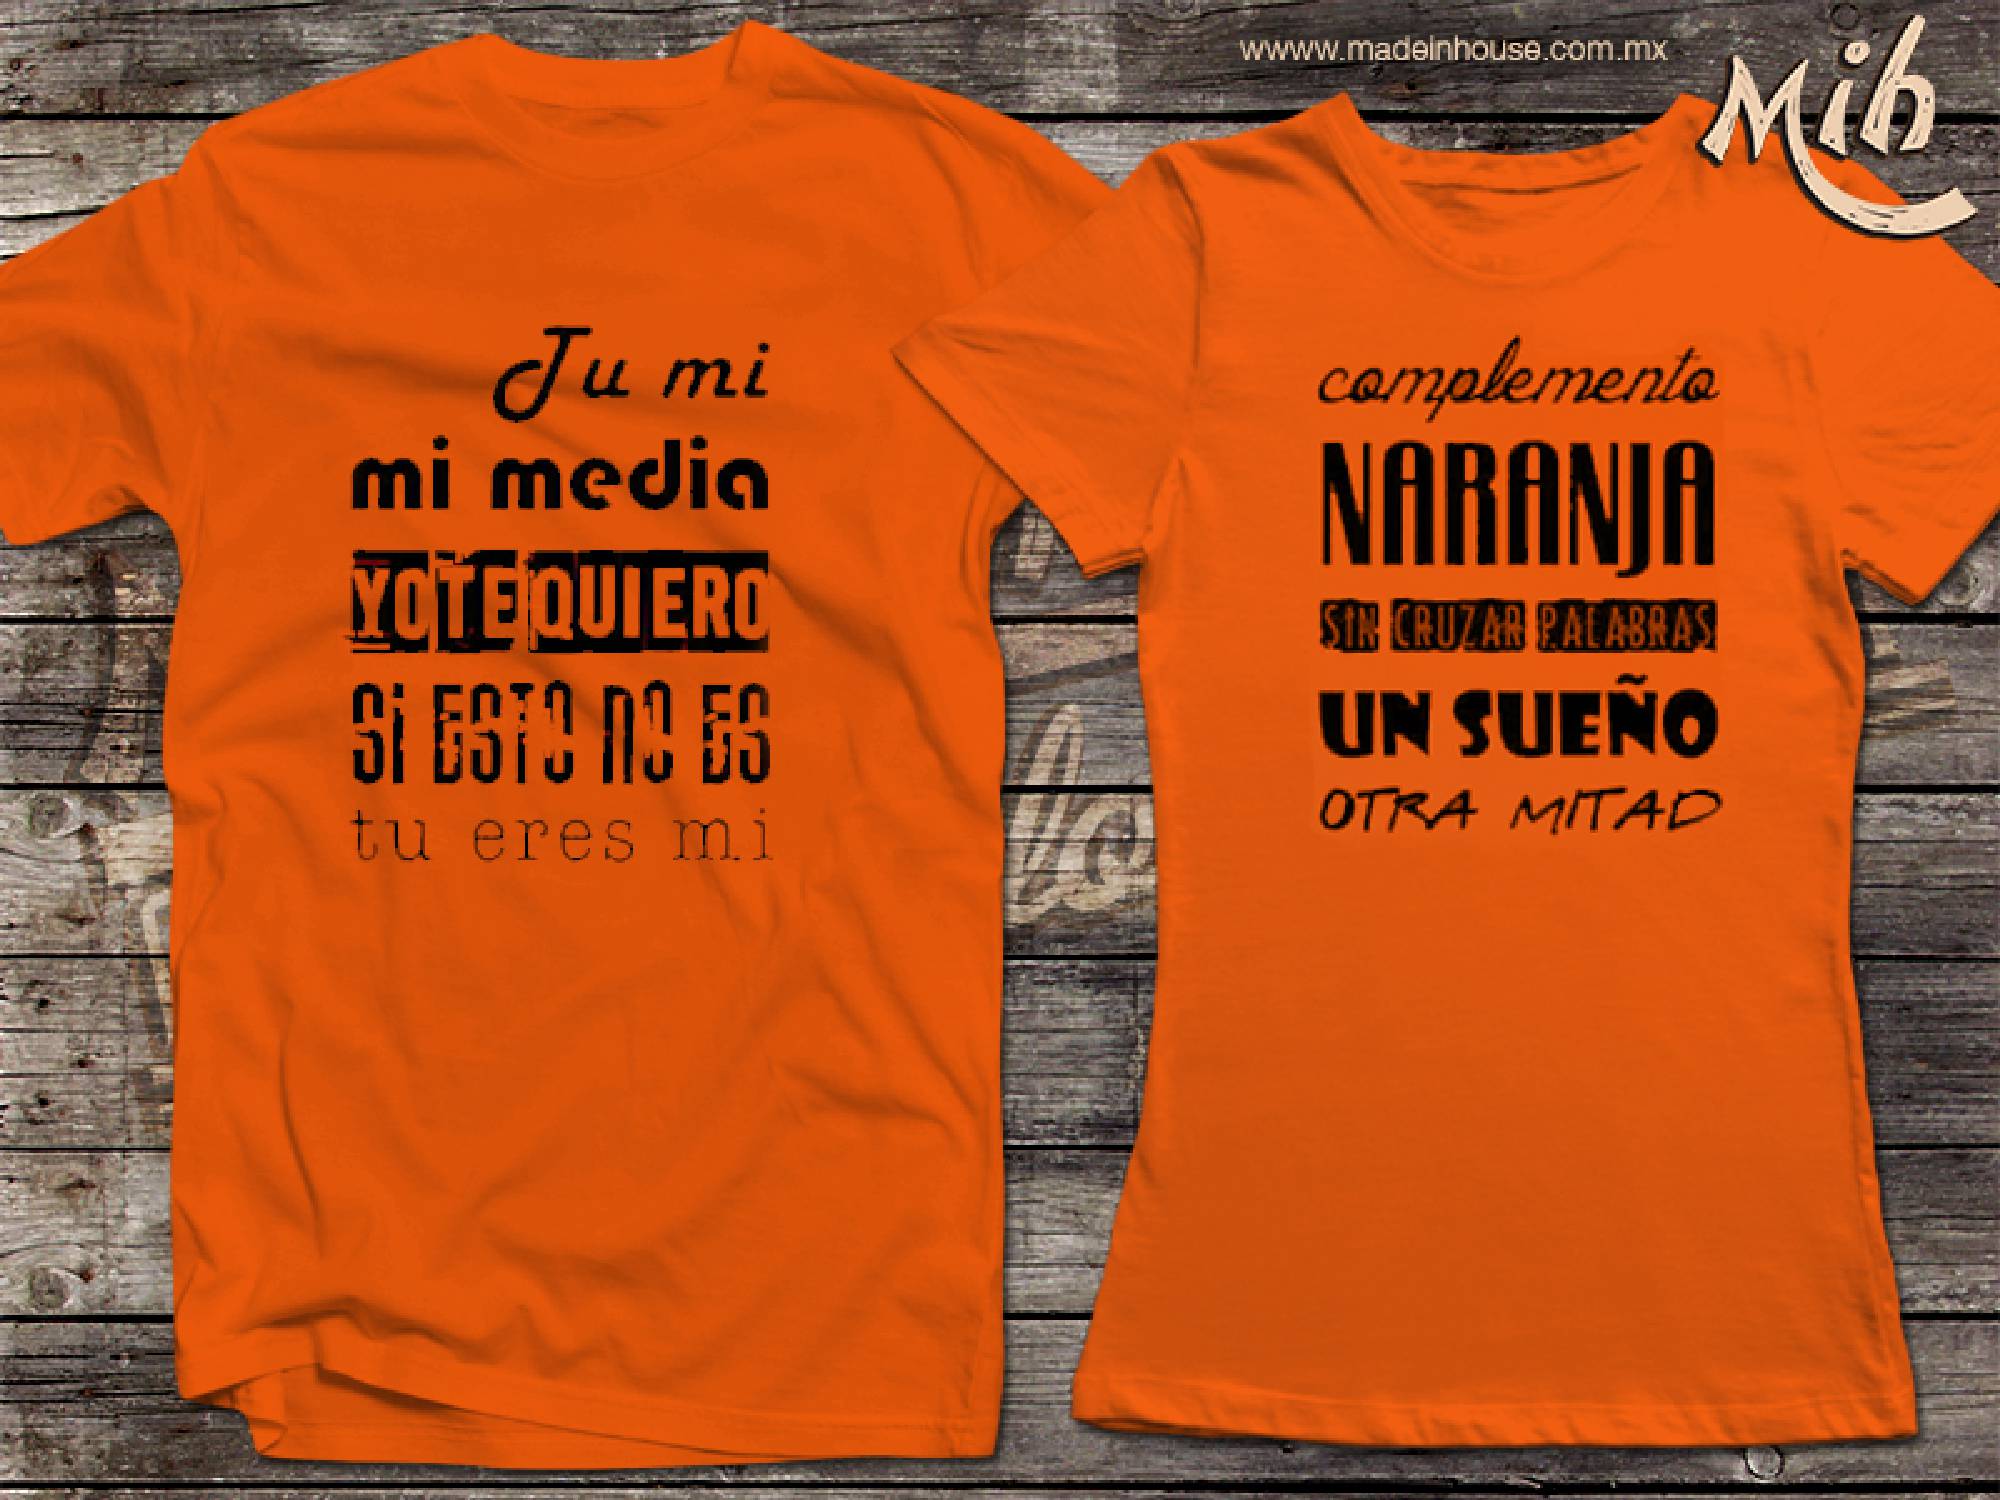 wwww.madeinhouse.com.mx
Mih
Tu mi
mi media
YO TE QUIERO
SI ESTO NO ES
tu eres mi
complemento
NARANJA
SIN CRUZAR PALABRAS
UN SUEÑO
OTRA MITAD